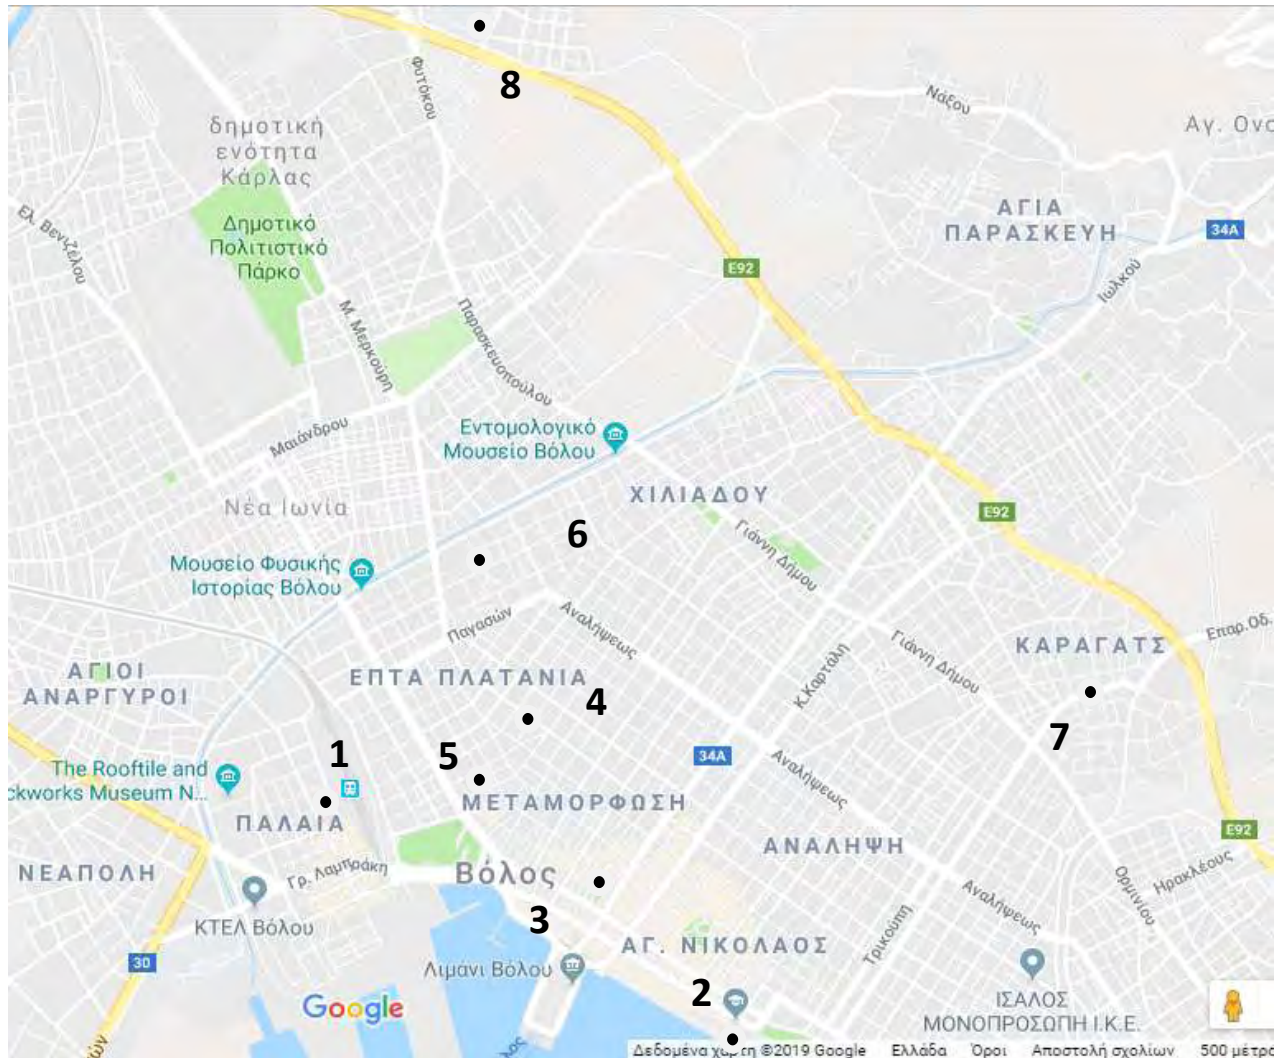 8
Φυτόκου
Νάξου
δημοτική
ενότητα
Κάρλας
Αγ. Ονο
ΑΓΙΑ
ΠΑΡΑΣΚΕΥΗ
34A
Ελ. Βενιζέλου
Δημοτικό
Πολιτιστικό
Πάρκο
E92
Ιωλκού
Μ. Μερκούρη
Παρασκευοπούλου
Μαιάνδρου
Εντομολογικό
Μουσείο Βόλου
ΧΙΛΙΑΔΟΥ
Νέα Ιωνία
E92
6
Γιάννη Δήμου
Μουσείο Φυσικής
Ιστορίας Βόλου
Παγασών
Αναλήψεως
Γιάννη Δήμου
ΚΑΡΑΓΑΤΣ
Επαρ.Οδ.
ΑΓΙΟΙ
ΑΝΑΡΓΥΡΟΙ
ΕΠΤΑ ΠΛΑΤΑΝΙΑ
Κ.Καρτάλη
4
7
1
5
34A
Αναλήψεως
The Rooftile and
ckworks Museum N...
ΜΕΤΑΜΟΡΦΩΣΗ
ΠΑΛΑΙΑ
ΑΝΑΛΗΨΗ
E92
ΝΕΑΠΟΛΗ
Γρ. Λαμπράκη
Βόλος
Αναλήψεως
Ορμινίου
Ηρακλέους
ΚΤΕΛ Βόλου
3
ΑΓ. ΝΙΚΟΛΑΟΣ
Τρικούπη
30
Λιμάνι Βόλου
2
Google
ΙΣΑΛΟΣ
ΜΟΝΟΠΡΟΣΩΠΗ Ι.Κ.Ε.
ών
λος
Δεδομένα χάρτη ©2019 Google Ελλάδα Όροι Αποστολή σχολίων 500 μέτρα